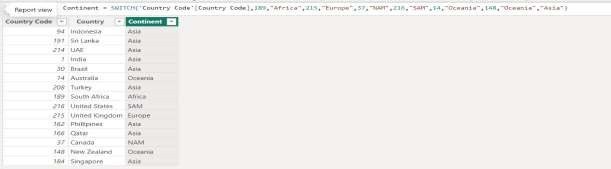 Report view
Continent = SWITCH('Country Code'[Country Code],189,"Africa",215,"Europe",37,"NAM",216,"SAM",14,"Oceania",148,"Oceania","Asia")
Country Code Country Continent
94 Indonesia Asia
191 Sri Lanka Asia
214 UAE Asia
1 India Asia
30 Brazil Asia
14 Australia Oceania
208 Turkey Asia
189 South Africa Africa
216 United States SAM
215 United Kingdom Europe
162 Phillipines Asia
166 Qatar Asia
37 Canada NAM
148 New Zealand Oceania
184 Singapore Asia